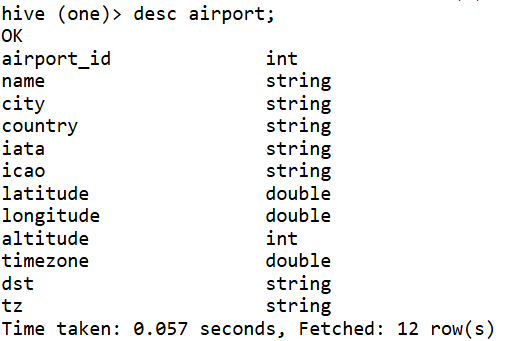 hive (one)> desc airport;
OK
airport_id int
name string
city string
country string
iata string
icao string
latitude double
longitude double
altitude int
timezone double
dst string
tz string
Time taken: 0.057 seconds, Fetched: 12 row(s)